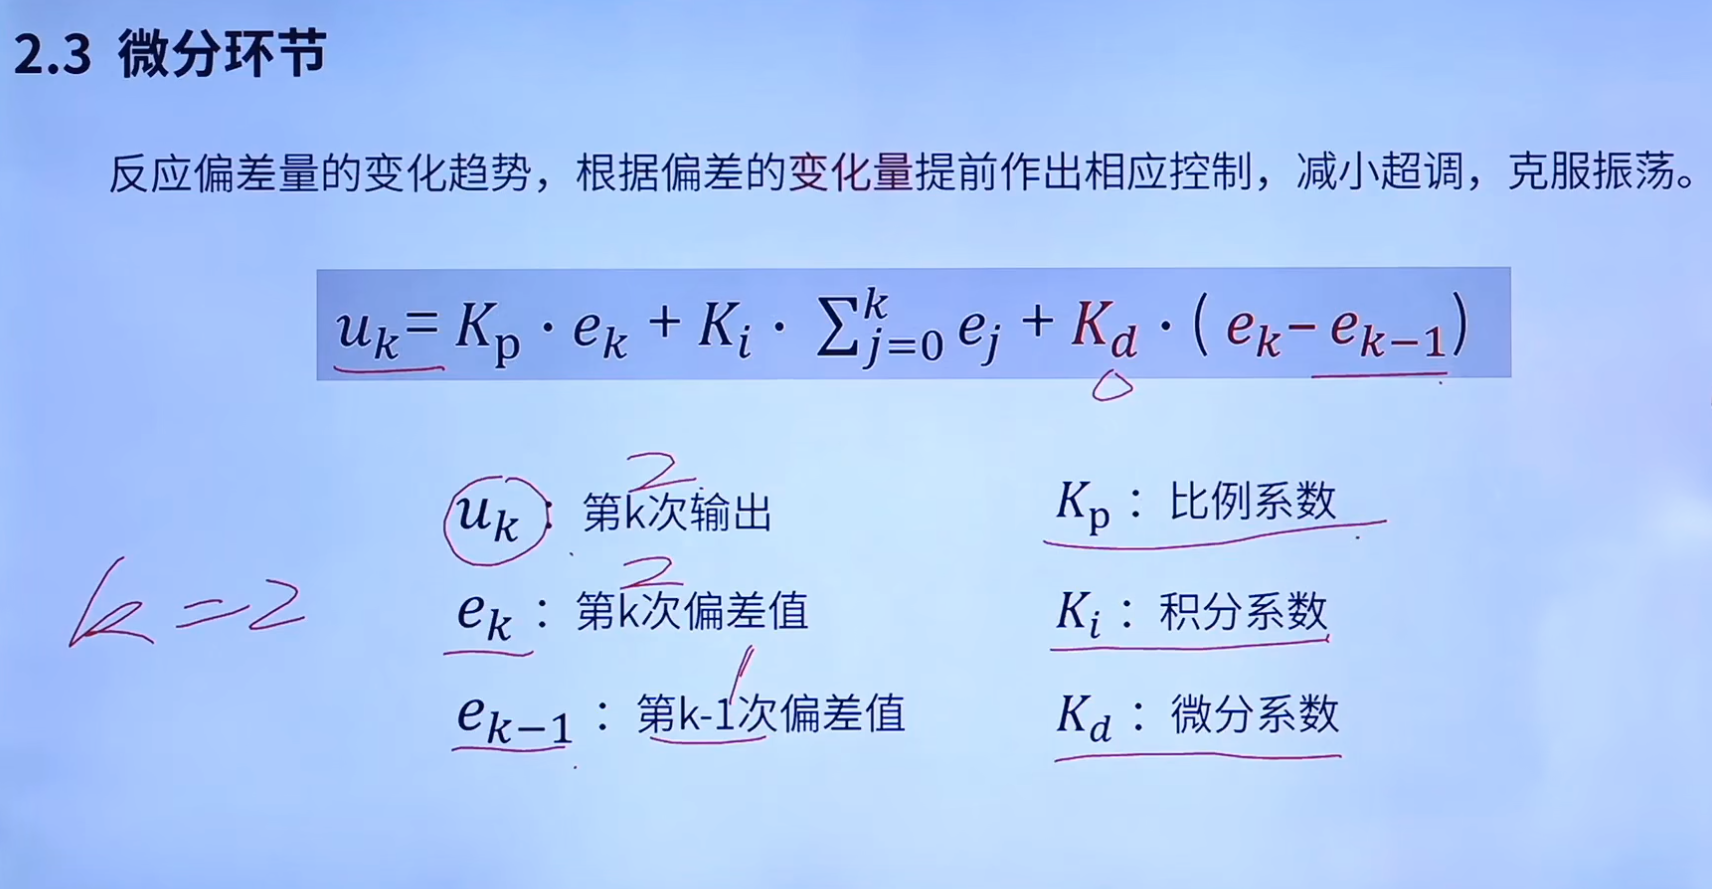 2.3 微分环节
反应偏差量的变化趋势，根据偏差的变化量提前作出相应控制，减小超调，克服振荡。
u_k = K_p · e_k + K_i · ∑_{j=0}^{k} e_j + K_d · ( e_k − e_{k−1})
0
2
u_k： 第k次输出
K_p： 比例系数
2
k=2
e_k： 第k次偏差值
K_i： 积分系数
1
e_{k−1}： 第k-1次偏差值
K_d： 微分系数